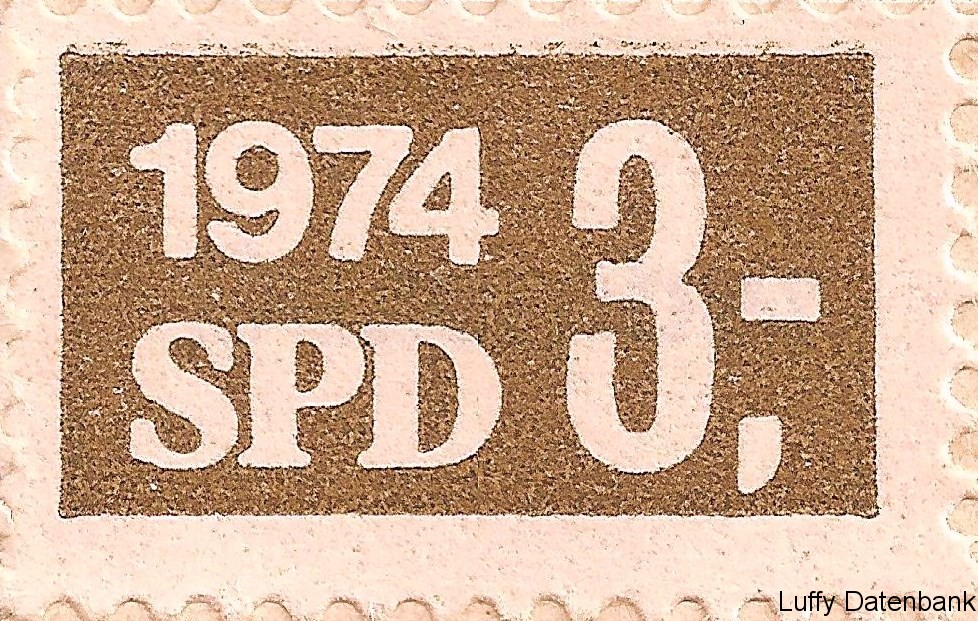 1974
SPD
3,-
Luffy Datenbank